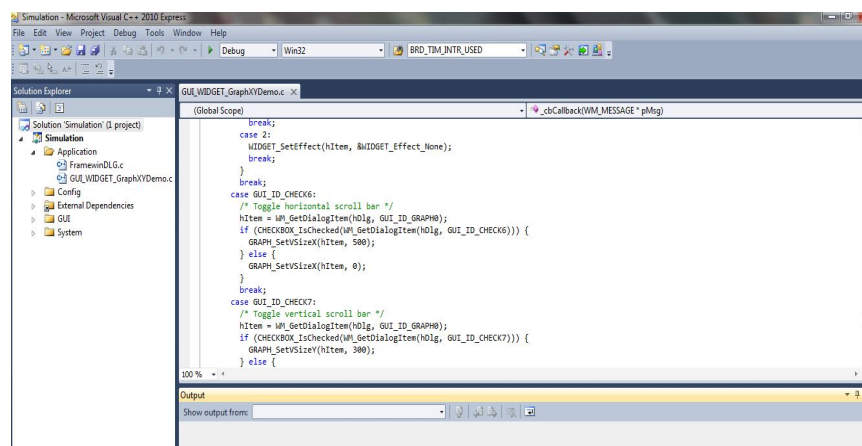 Simulation - Microsoft Visual C++ 2010 Express
File Edit View Project Debug Tools Window Help
Debug Win32 BRD_TIM_INTR_USED
Solution Explorer
GUI_WIDGET_GraphXYDemo.c
(Global Scope) _cbCallback(WM_MESSAGE * pMsg)
Solution 'Simulation' (1 project)
Simulation
Application
FramewinDLG.c
GUI_WIDGET_GraphXYDemo.c
Config
External Dependencies
GUI
System
break;
case 2:
WIDGET_SetEffect(hItem, &WIDGET_Effect_None);
break;
}
break;
case GUI_ID_CHECK6:
/* Toggle horizontal scroll bar */
hItem = WM_GetDialogItem(hDlg, GUI_ID_GRAPH0);
if (CHECKBOX_IsChecked(WM_GetDialogItem(hDlg, GUI_ID_CHECK6))) {
GRAPH_SetVSizeX(hItem, 500);
} else {
GRAPH_SetVSizeX(hItem, 0);
}
break;
case GUI_ID_CHECK7:
/* Toggle vertical scroll bar */
hItem = WM_GetDialogItem(hDlg, GUI_ID_GRAPH0);
if (CHECKBOX_IsChecked(WM_GetDialogItem(hDlg, GUI_ID_CHECK7))) {
GRAPH_SetVSizeY(hItem, 300);
} else {
100 %
Output
Show output from: